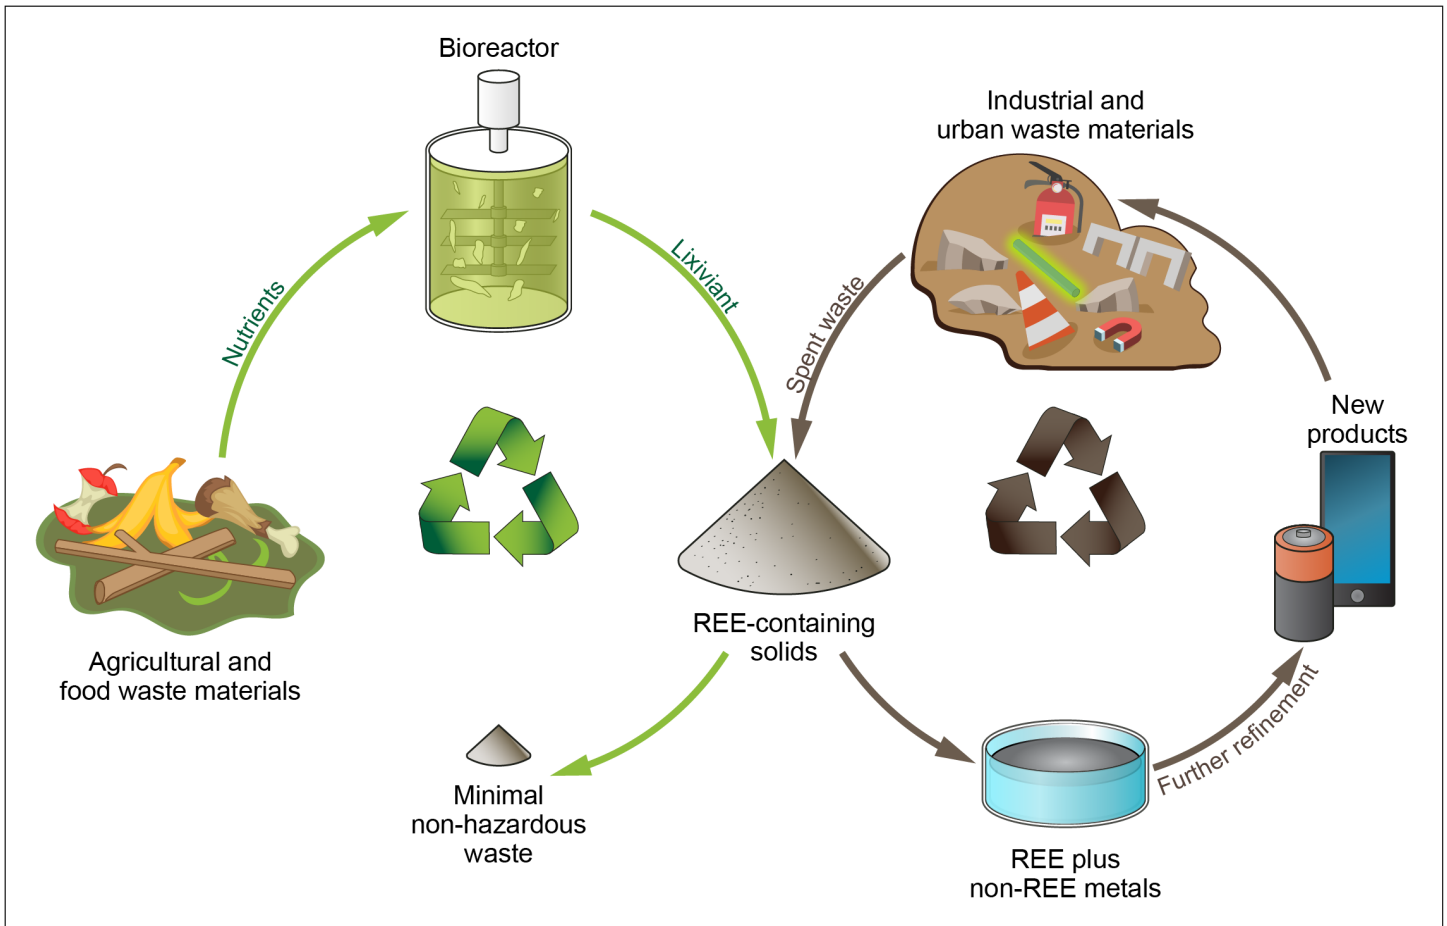 Bioreactor
Industrial and
urban waste materials
Nutrients
Lixiviant
Spent waste
New
products
REE-containing
solids
Agricultural and
food waste materials
Further refinement
Minimal
non-hazardous
waste
REE plus
non-REE metals